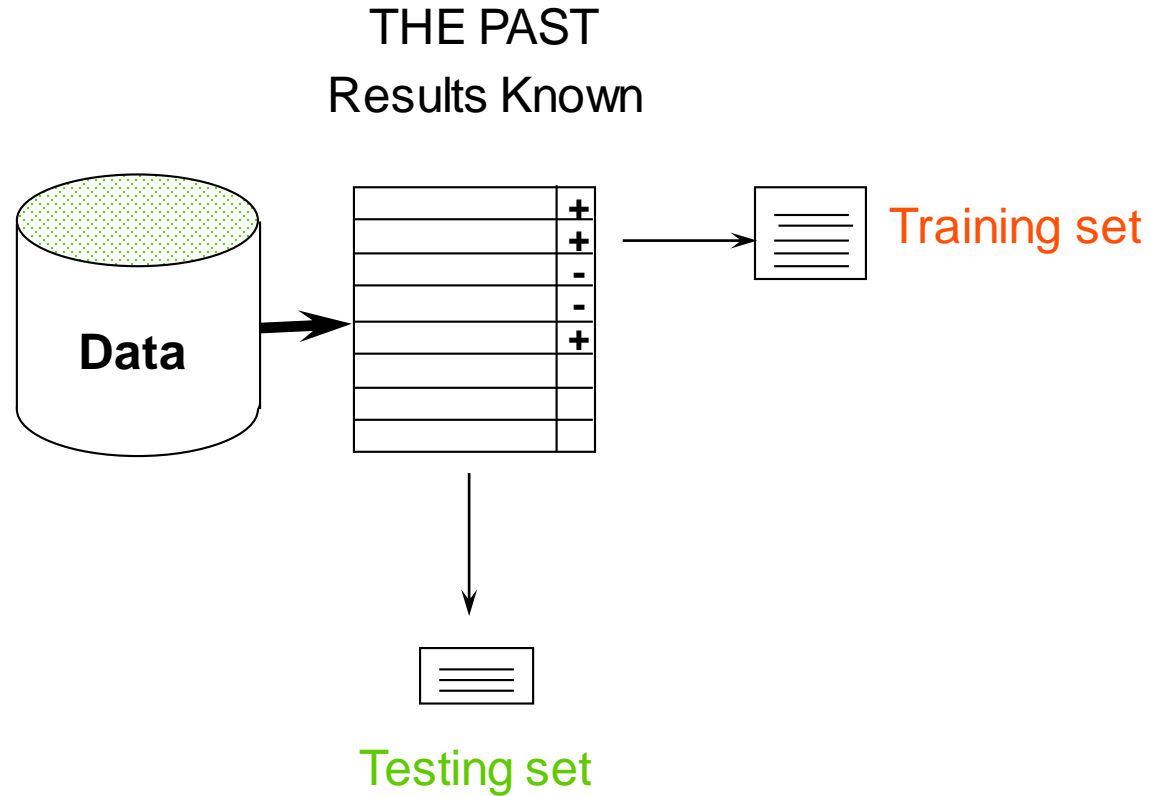 THE PAST
Results Known
+
+
-
-
+
Training set
Data
Testing set